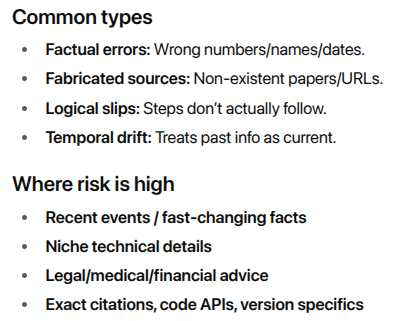 Common types
• Factual errors: Wrong numbers/names/dates.
• Fabricated sources: Non-existent papers/URLs.
• Logical slips: Steps don’t actually follow.
• Temporal drift: Treats past info as current.
Where risk is high
• Recent events / fast-changing facts
• Niche technical details
• Legal/medical/financial advice
• Exact citations, code APIs, version specifics